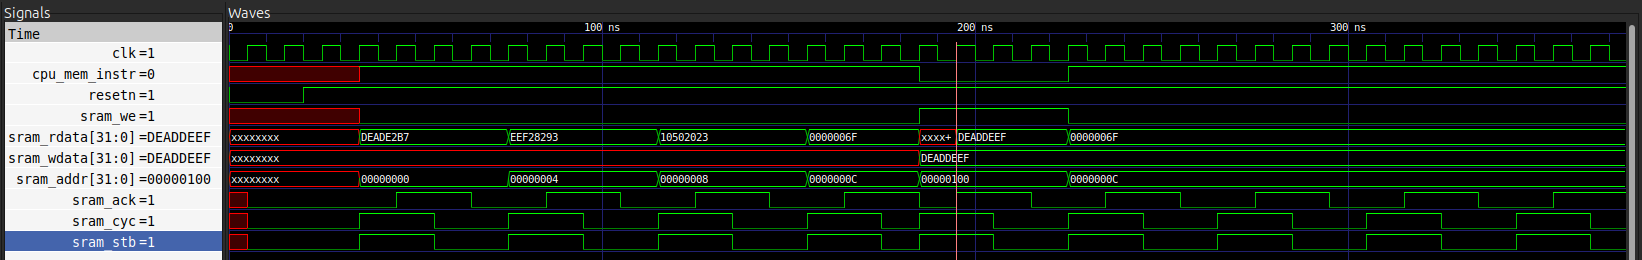 Signals Waves
Time 0 100 ns 200 ns 300 ns
clk=1
cpu_mem_instr=0
resetn=1
sram_we=1
sram_rdata[31:0]=DEADDEEF xxxxxxxx DEADE2B7 EEF28293 10502023 0000006F xxxx+ DEADDEEF 0000006F
sram_wdata[31:0]=DEADDEEF xxxxxxxx DEADDEEF
sram_addr[31:0]=00000100 xxxxxxxx 00000000 00000004 00000008 0000000C 00000100 0000000C
sram_ack=1
sram_cyc=1
sram_stb=1